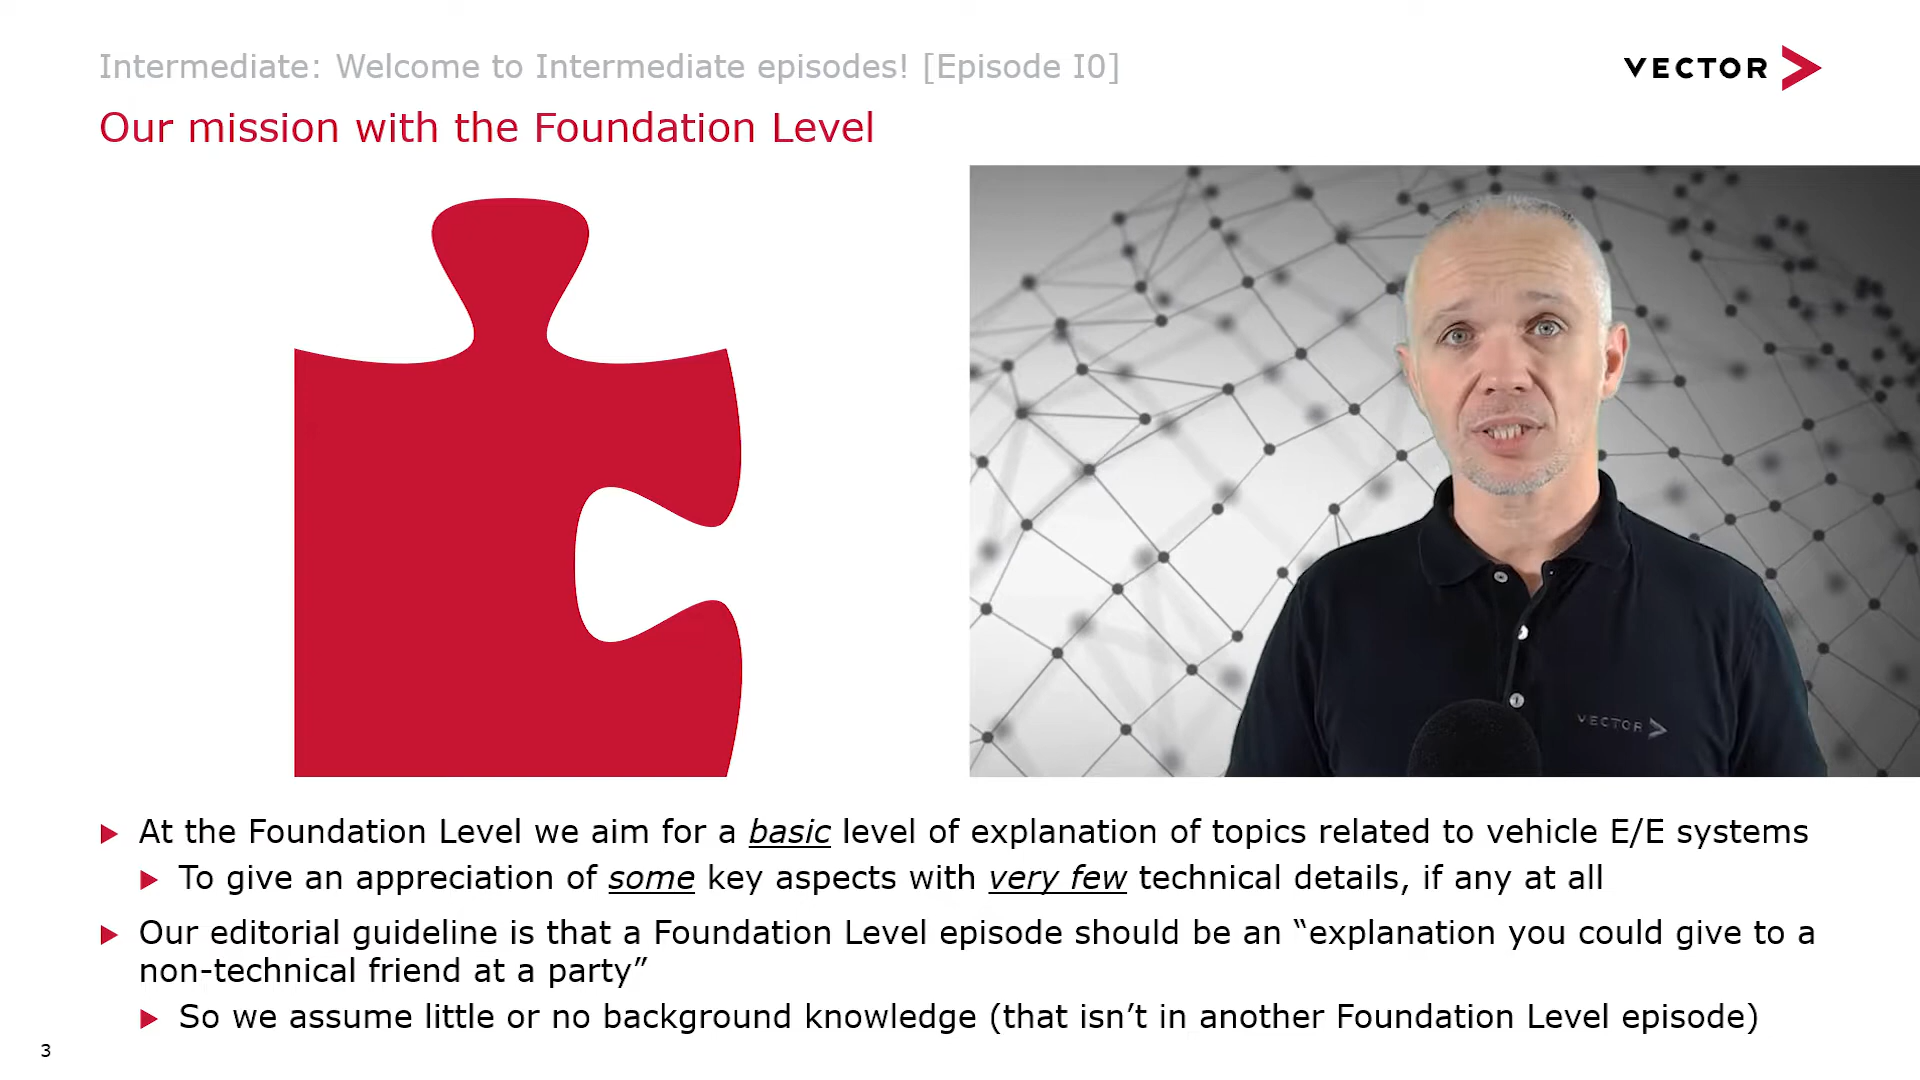 Intermediate: Welcome to Intermediate episodes! [Episode I0]
VECTOR
Our mission with the Foundation Level
VECTOR
At the Foundation Level we aim for a basic level of explanation of topics related to vehicle E/E systems
To give an appreciation of some key aspects with very few technical details, if any at all
Our editorial guideline is that a Foundation Level episode should be an “explanation you could give to a
non-technical friend at a party”
So we assume little or no background knowledge (that isn’t in another Foundation Level episode)
3